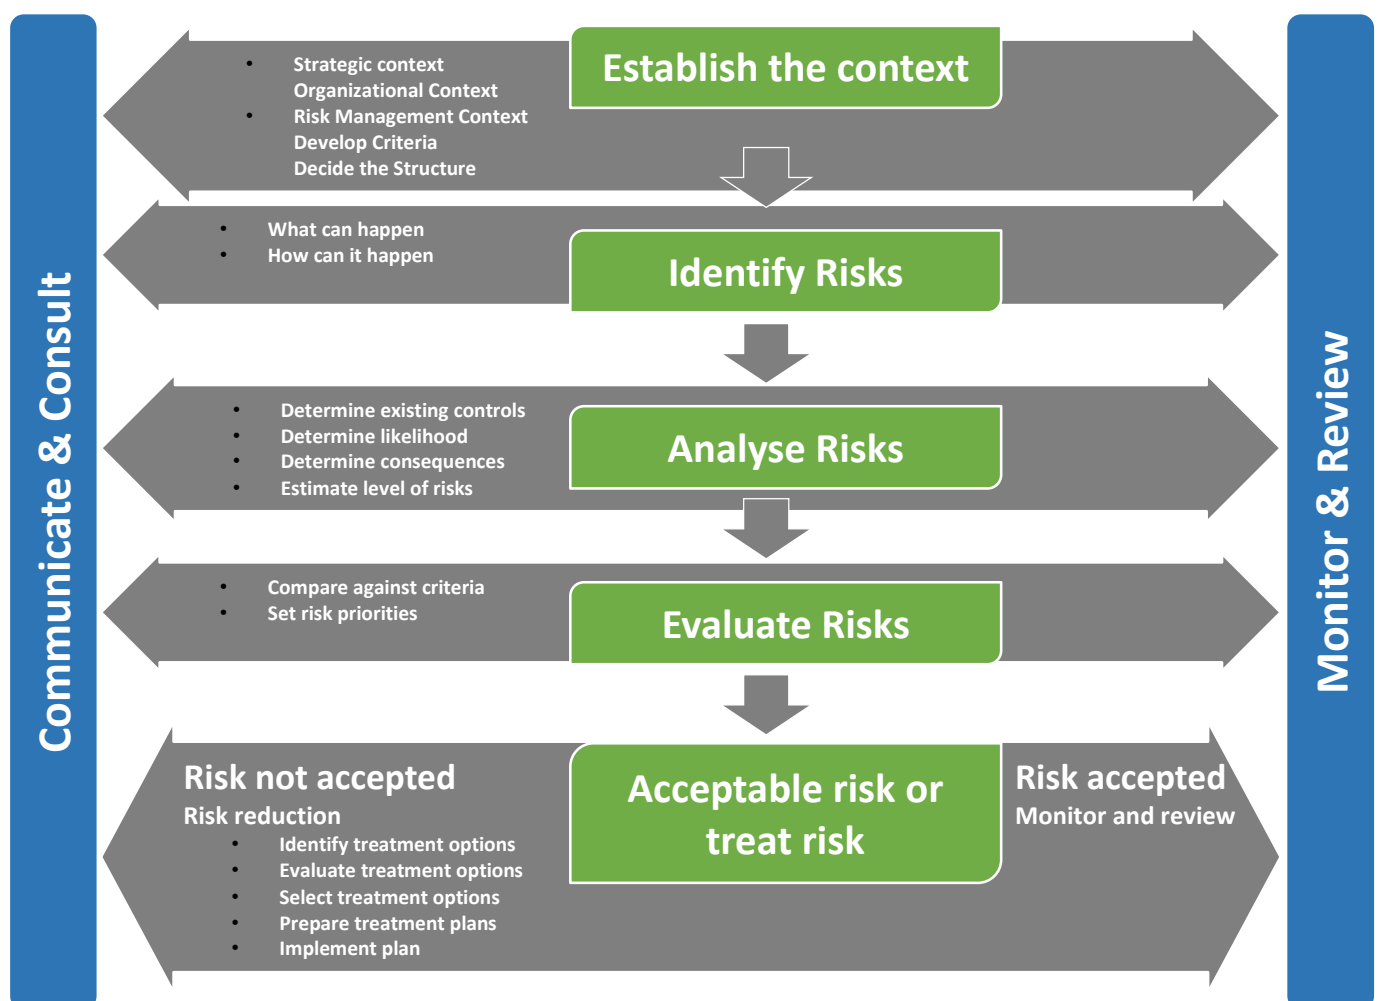 Communicate & Consult
• Strategic context
Organizational Context
• Risk Management Context
Develop Criteria
Decide the Structure
Establish the context
• What can happen
• How can it happen
Identify Risks
• Determine existing controls
• Determine likelihood
• Determine consequences
• Estimate level of risks
Analyse Risks
• Compare against criteria
• Set risk priorities
Evaluate Risks
Risk not accepted
Risk reduction
• Identify treatment options
• Evaluate treatment options
• Select treatment options
• Prepare treatment plans
• Implement plan
Acceptable risk or
treat risk
Risk accepted
Monitor and review
Monitor & Review